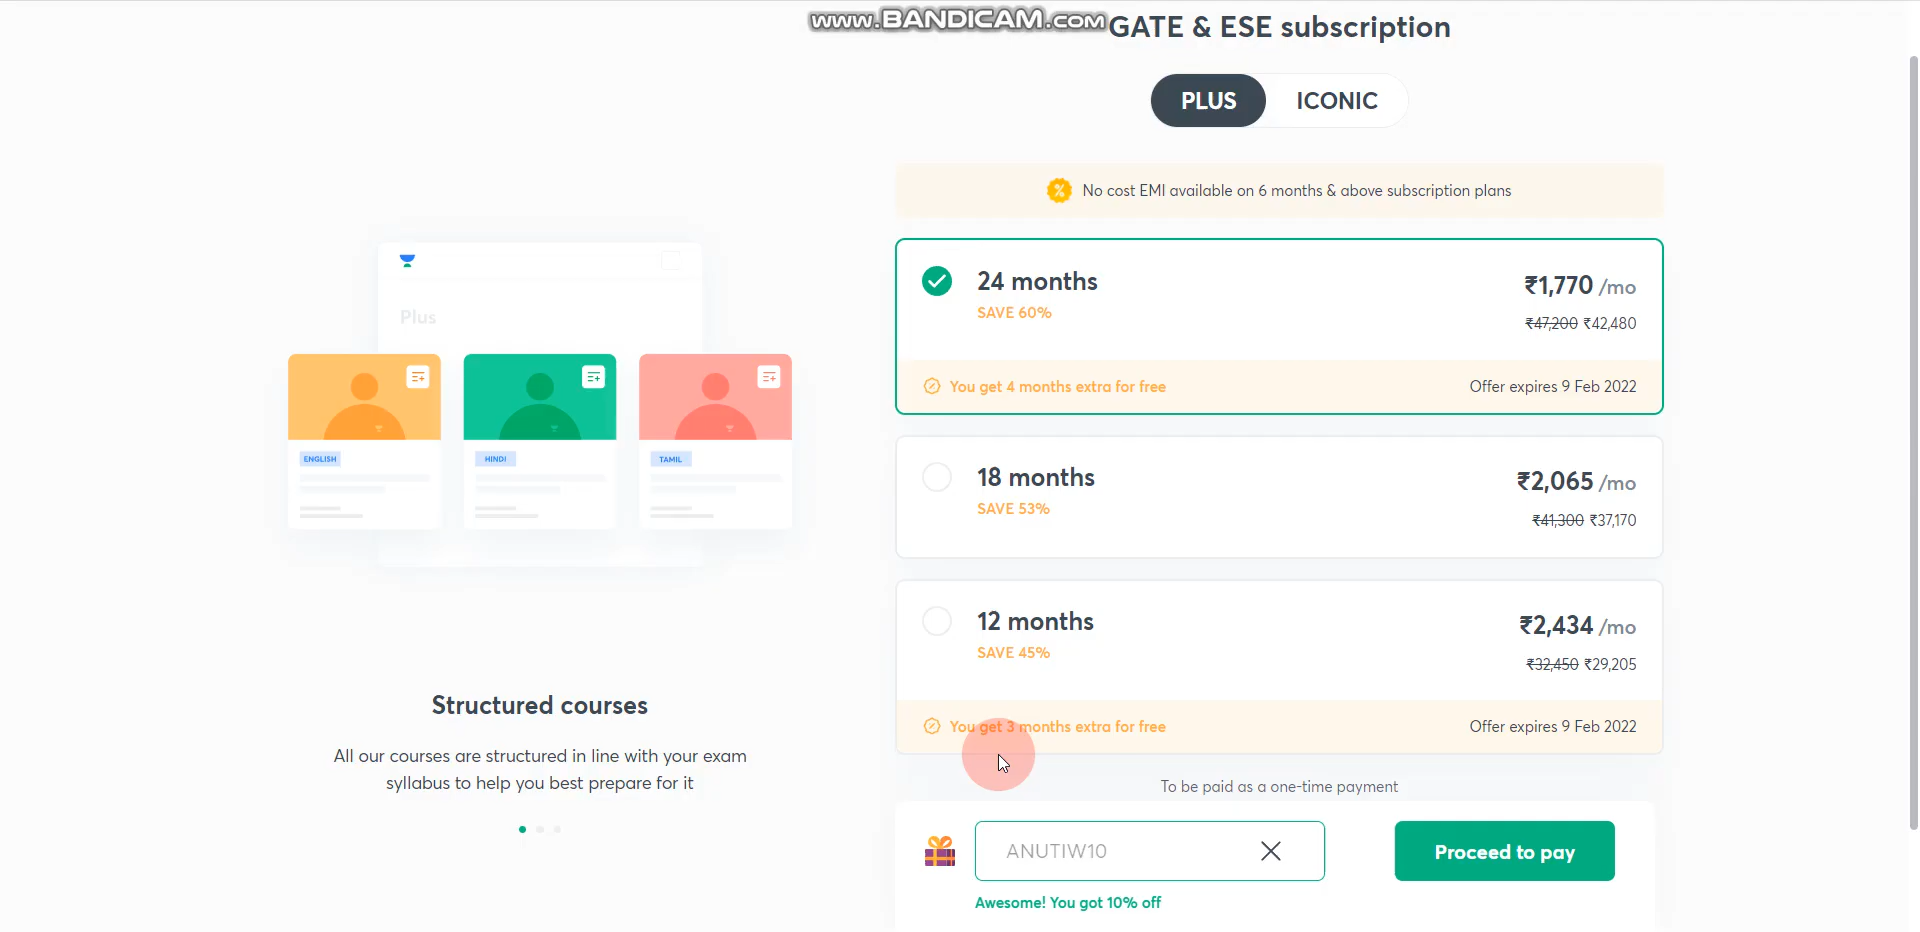 www.BANDICAM.com
GATE & ESE subscription
PLUS
ICONIC
No cost EMI available on 6 months & above subscription plans
24 months
₹1,770 /mo
SAVE 60%
₹47,200 ₹42,480
You get 4 months extra for free
Offer expires 9 Feb 2022
18 months
₹2,065 /mo
SAVE 53%
₹41,300 ₹37,170
12 months
₹2,434 /mo
SAVE 45%
₹32,450 ₹29,205
You get 3 months extra for free
Offer expires 9 Feb 2022
To be paid as a one-time payment
ANUTIW10
Proceed to pay
Awesome! You got 10% off
Plus
ENGLISH
HINDI
TAMIL
Structured courses
All our courses are structured in line with your exam
syllabus to help you best prepare for it